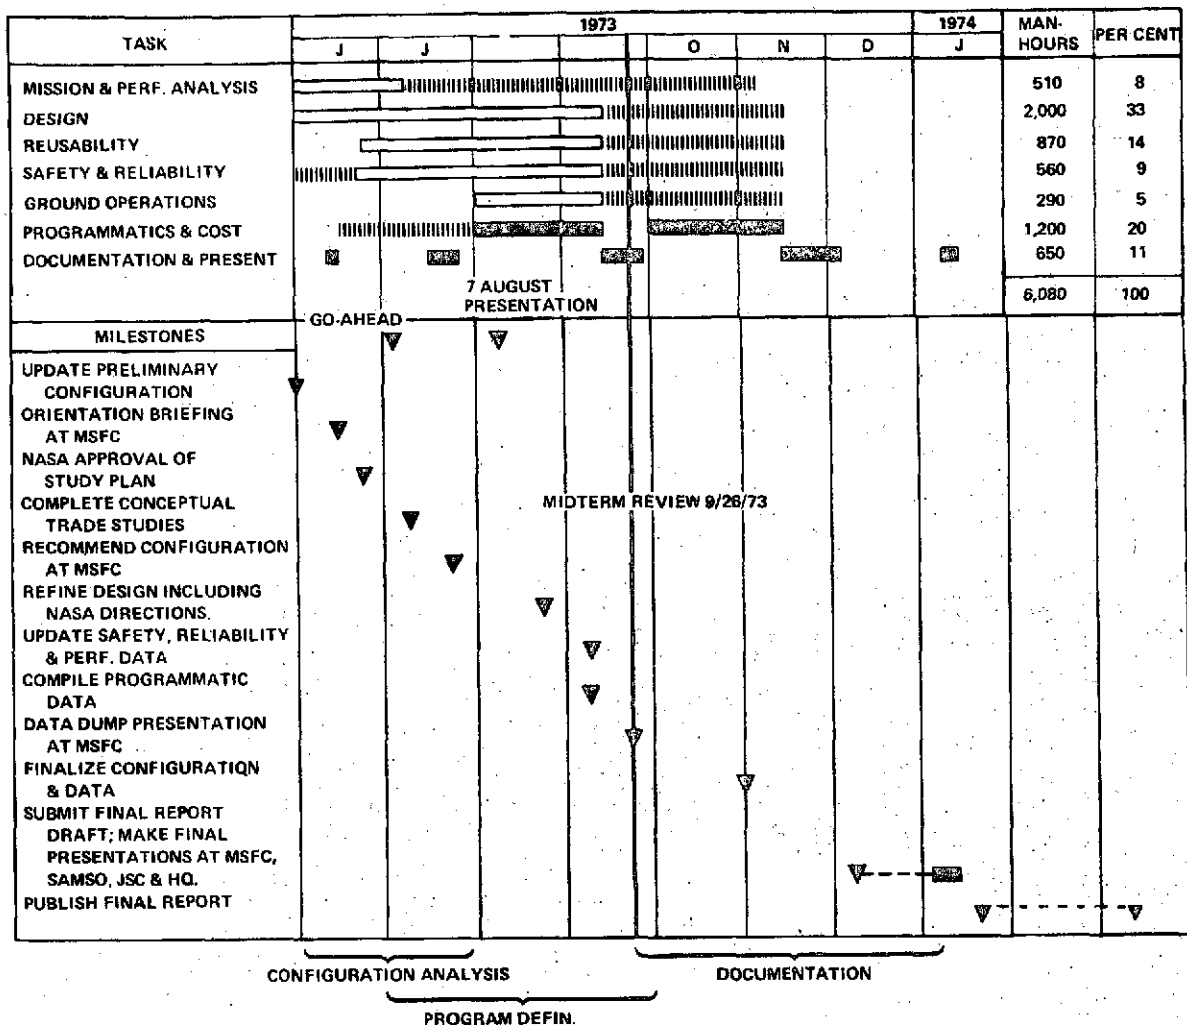 TASK
1973
1974
MAN-
HOURS
PER CENT
J
J
O
N
D
J
MISSION & PERF. ANALYSIS
510
8
DESIGN
2,000
33
REUSABILITY
870
14
SAFETY & RELIABILITY
560
9
GROUND OPERATIONS
290
5
PROGRAMMATICS & COST
1,200
20
DOCUMENTATION & PRESENT
650
11
7 AUGUST
PRESENTATION
6,080
100
GO-AHEAD
MILESTONES
UPDATE PRELIMINARY
CONFIGURATION
ORIENTATION BRIEFING
AT MSFC
NASA APPROVAL OF
STUDY PLAN
COMPLETE CONCEPTUAL
TRADE STUDIES
MIDTERM REVIEW 9/26/73
RECOMMEND CONFIGURATION
AT MSFC
REFINE DESIGN INCLUDING
NASA DIRECTIONS.
UPDATE SAFETY, RELIABILITY
& PERF. DATA
COMPILE PROGRAMMATIC
DATA
DATA DUMP PRESENTATION
AT MSFC
FINALIZE CONFIGURATION
& DATA
SUBMIT FINAL REPORT
DRAFT; MAKE FINAL
PRESENTATIONS AT MSFC,
SAMSO, JSC & HQ.
PUBLISH FINAL REPORT
CONFIGURATION ANALYSIS
DOCUMENTATION
PROGRAM DEFIN.